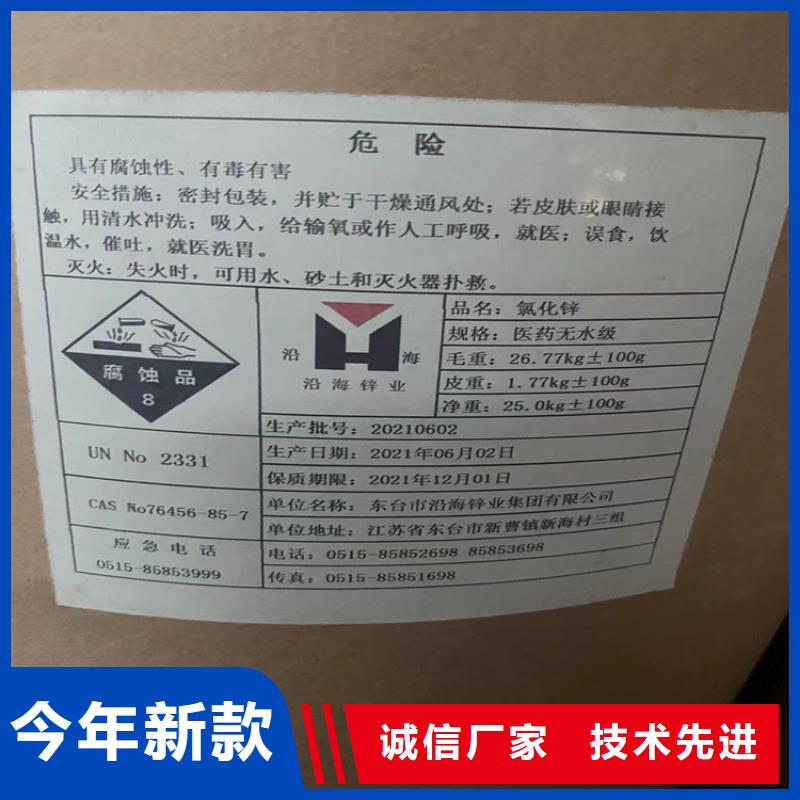 危 险
具有腐蚀性、有毒有害
安全措施：密封包装，并贮于干燥通风处；若皮肤或眼睛接
触，用清水冲洗；吸入，给输氧或作人工呼吸，就医；误食，饮
温水，催吐，就医洗胃。
灭火：失火时，可用水、砂土和灭火器扑救。
腐蚀品
8
沿 海
沿海锌业
品名：氯化锌
规格：医药无水级
毛重：26.77kg±100g
皮重：1.77kg±100g
净重：25.0kg±100g
生产批号：20210602
UN No 2331
生产日期：2021年06月02日
保质期限：2021年12月01日
CAS No76456-85-7
单位名称：东台市沿海锌业集团有限公司
单位地址：江苏省东台市新曹镇新海村三组
应急电话
0515-85853999
电话：0515-85852698 85853698
传真：0515-85851698
今年新款
诚信厂家 技术先进